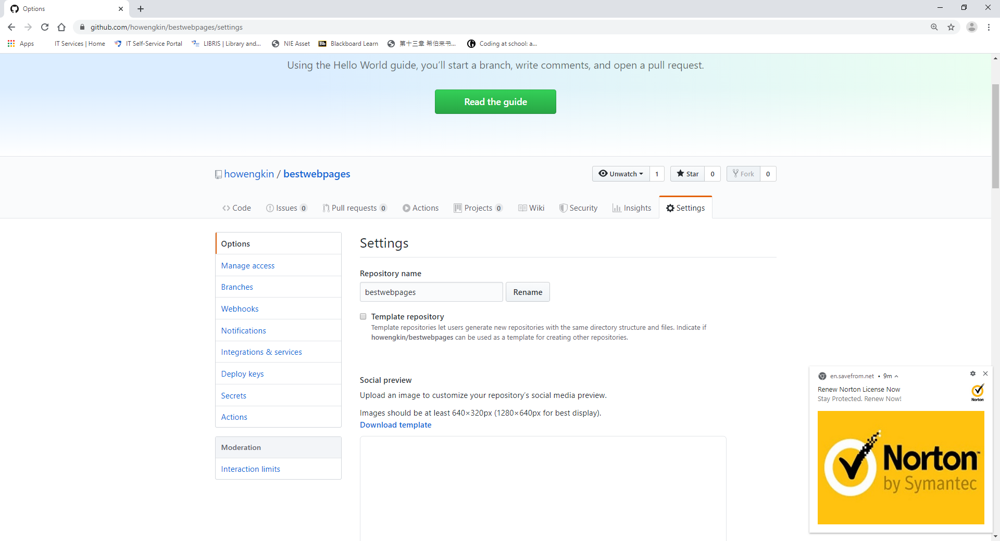 Options
github.com/howengkin/bestwebpages/settings
Apps
IT Services | Home
IT Self-Service Portal
LIBRIS | Library and...
NIE Asset
Bb
Blackboard Learn
第十三章 希伯来书...
Coding at school: a...
Using the Hello World guide, you’ll start a branch, write comments, and open a pull request.
Read the guide
howengkin / bestwebpages
Unwatch 1
Star 0
Fork 0
Code
Issues 0
Pull requests 0
Actions
Projects 0
Wiki
Security
Insights
Settings
Options
Manage access
Branches
Webhooks
Notifications
Integrations & services
Deploy keys
Secrets
Actions
Moderation
Interaction limits
Settings
Repository name
bestwebpages
Rename
Template repository
Template repositories let users generate new repositories with the same directory structure and files. Indicate if
howengkin/bestwebpages can be used as a template for creating other repositories.
Social preview
Upload an image to customize your repository’s social media preview.
Images should be at least 640×320px (1280×640px for best display).
Download template
en.savefrom.net • 9m
Renew Norton License Now
Stay Protected. Renew Now!
Norton
Norton™
by Symantec